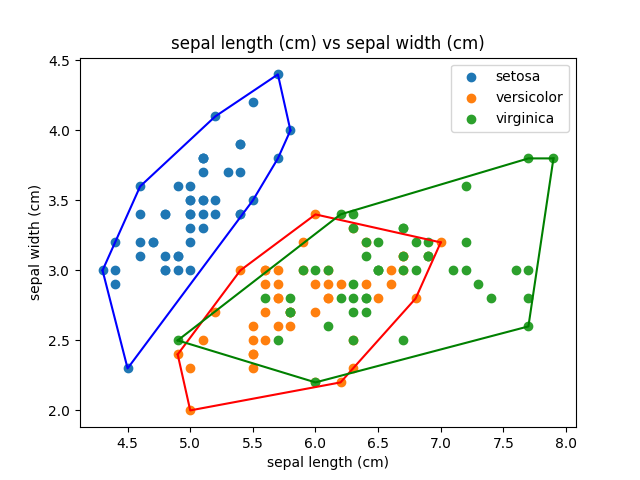 sepal length (cm) vs sepal width (cm)
setosa
versicolor
virginica
sepal width (cm)
4.5
4.0
3.5
3.0
2.5
2.0
4.5 5.0 5.5 6.0 6.5 7.0 7.5 8.0
sepal length (cm)